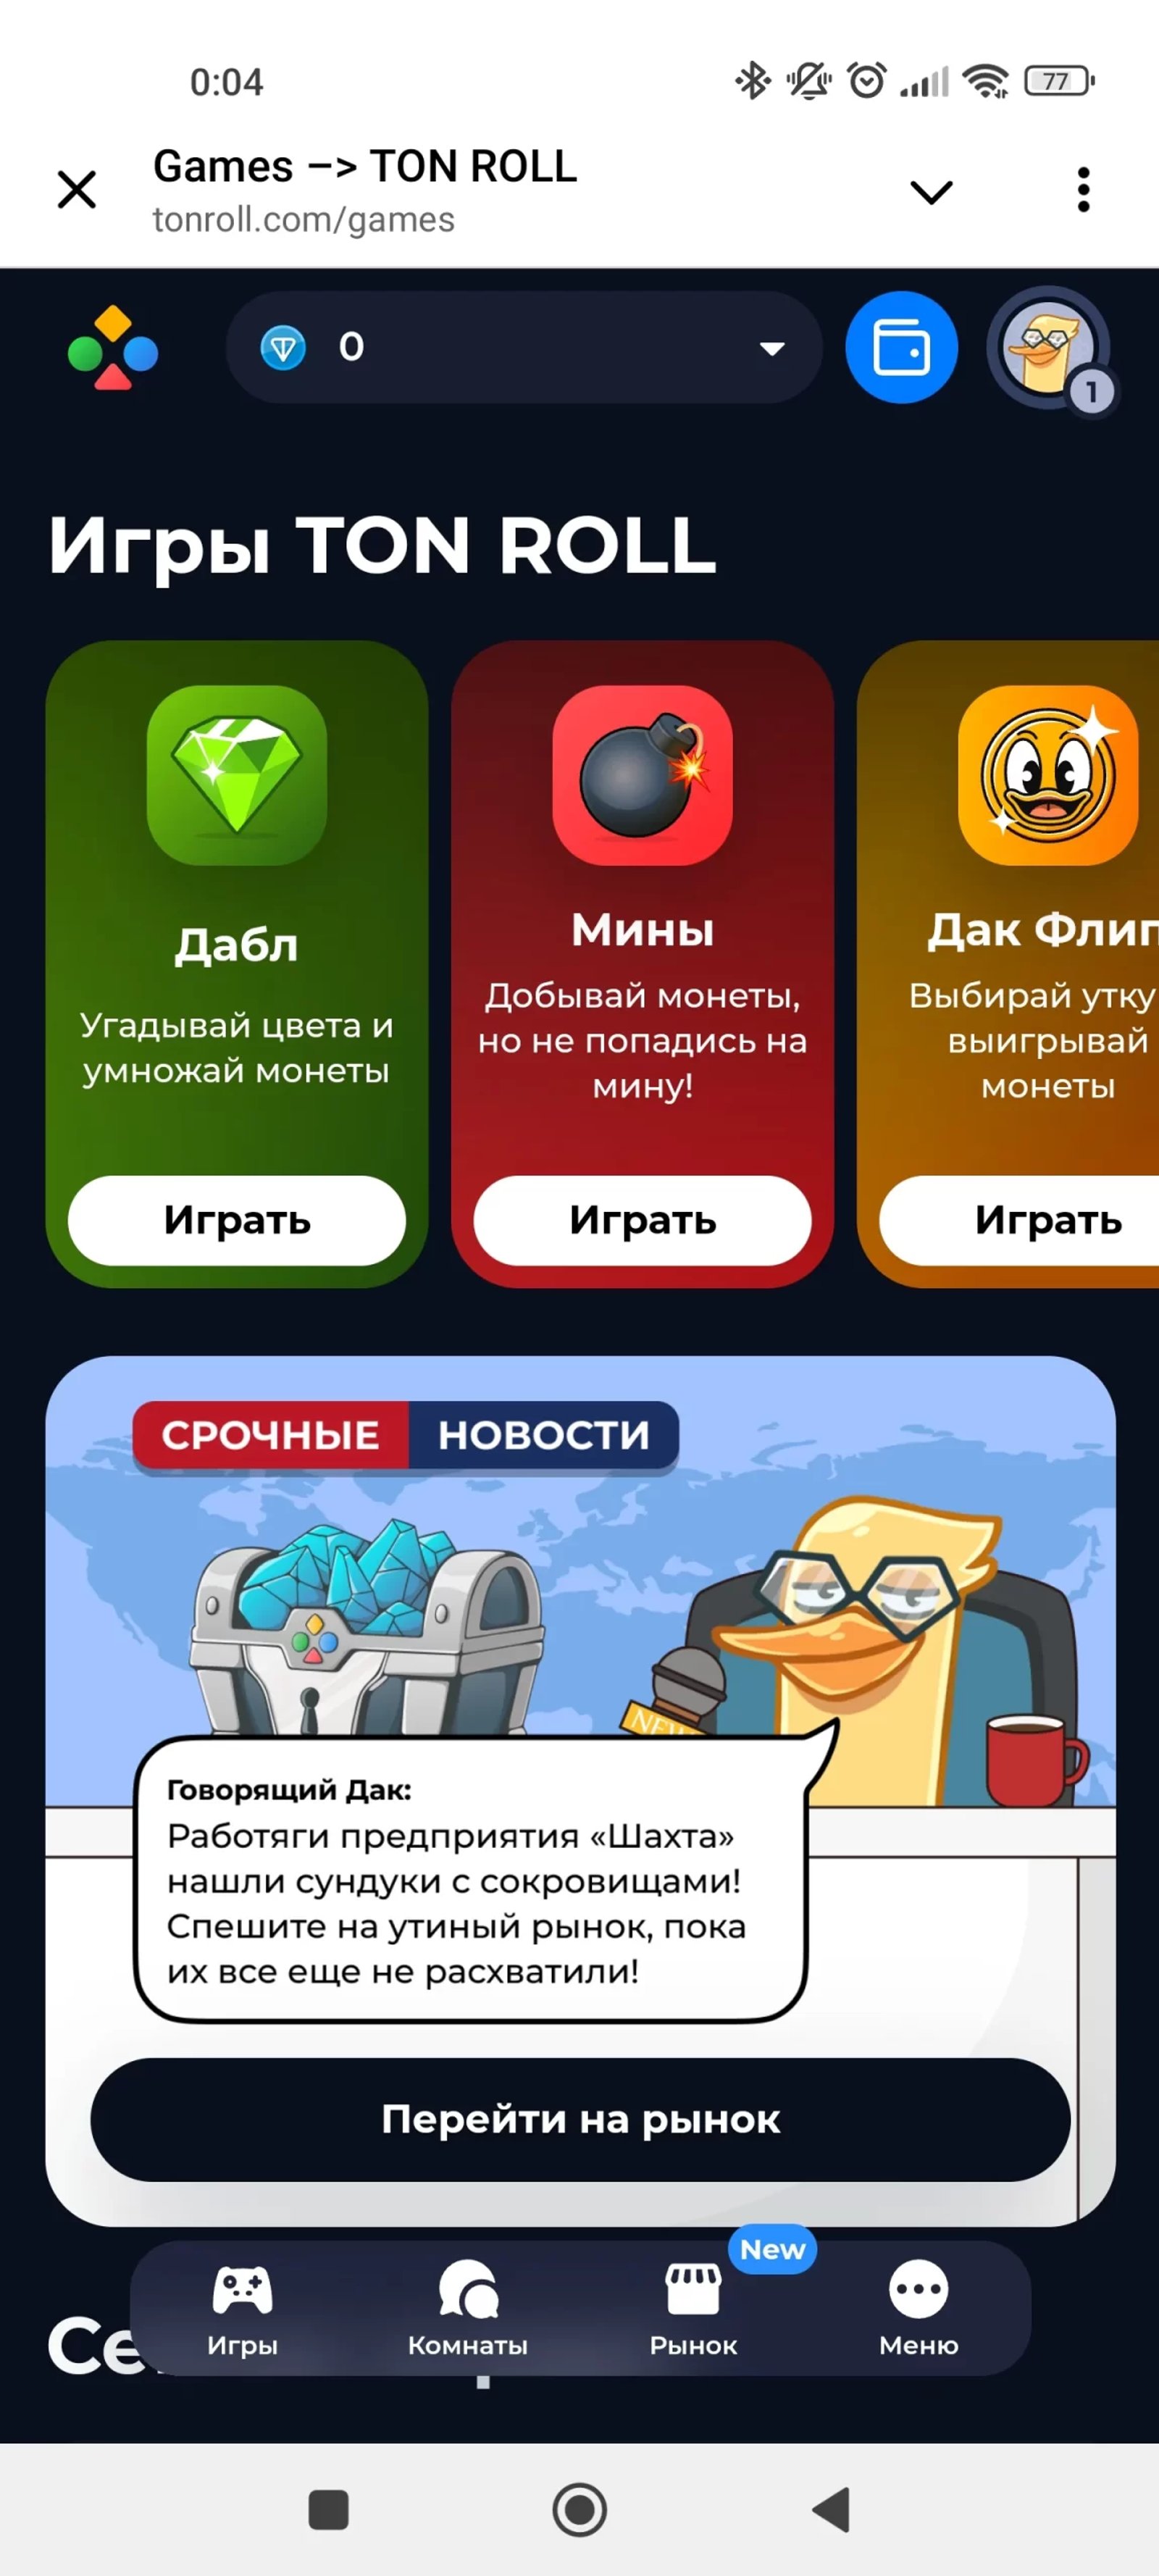 0:04
77
Games –> TON ROLL
tonroll.com/games
0
1
Игры TON ROLL
Дабл
Угадывай цвета и
умножай монеты
Играть
Мины
Добывай монеты,
но не попадись на
мину!
Играть
Дак Флип
Выбирай утку
выигрывай
монеты
Играть
СРОЧНЫЕ НОВОСТИ
NEW
Говорящий Дак:
Работяги предприятия «Шахта»
нашли сундуки с сокровищами!
Спешите на утиный рынок, пока
их все еще не расхватили!
Перейти на рынок
New
Игры
Комнаты
Рынок
Меню